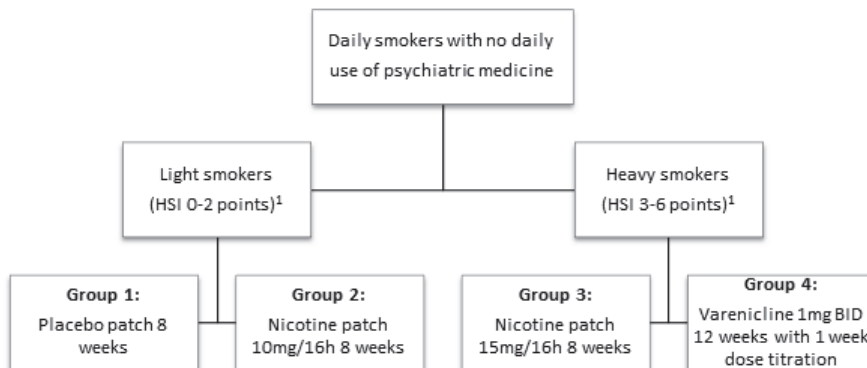 Daily smokers with no daily
use of psychiatric medicine
Light smokers
(HSI 0-2 points)¹
Heavy smokers
(HSI 3-6 points)¹
Group 1:
Placebo patch 8
weeks
Group 2:
Nicotine patch
10mg/16h 8 weeks
Group 3:
Nicotine patch
15mg/16h 8 weeks
Group 4:
Varenicline 1mg BID
12 weeks with 1 week
dose titration